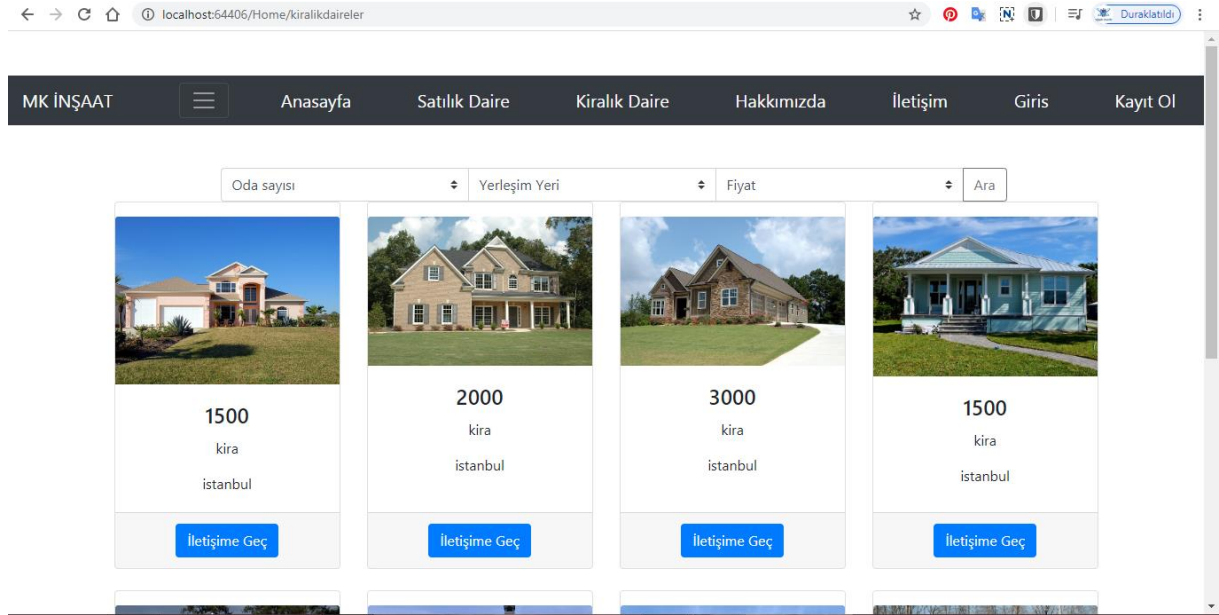 localhost:64406/Home/kiralikdaireler
Duraklatıldı
MK İNŞAAT Anasayfa Satılık Daire Kiralık Daire Hakkımızda İletişim Giris Kayıt Ol
Oda sayısı Yerleşim Yeri Fiyat Ara
1500
kira
istanbul
İletişime Geç
2000
kira
istanbul
İletişime Geç
3000
kira
istanbul
İletişime Geç
1500
kira
istanbul
İletişime Geç